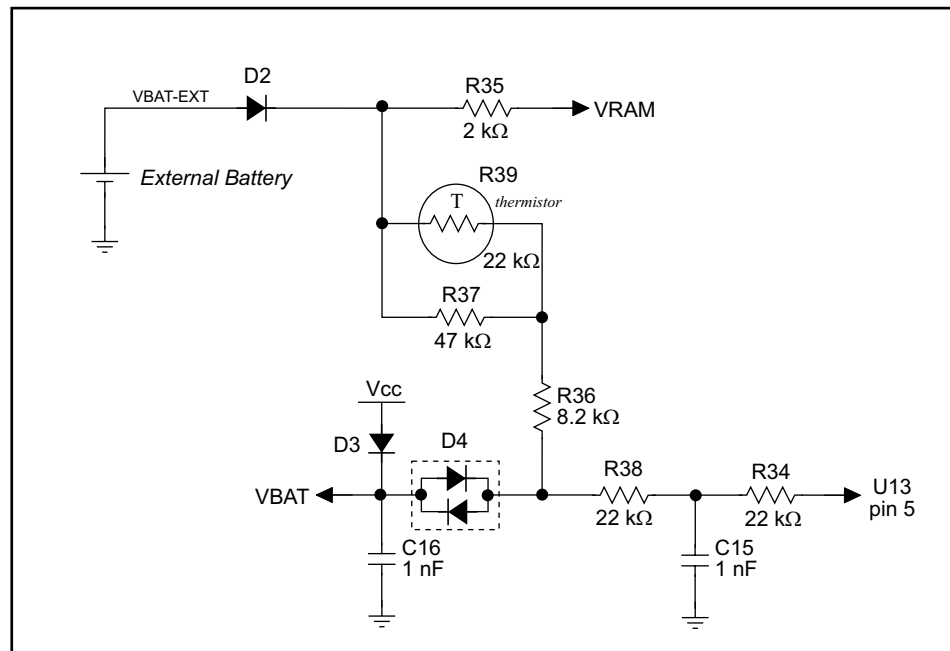 D2
VBAT-EXT
R35
2 kΩ
VRAM
External Battery
R39
T
thermistor
22 kΩ
R37
47 kΩ
R36
8.2 kΩ
Vcc
D3
D4
VBAT
R38
22 kΩ
R34
22 kΩ
U13
pin 5
C16
1 nF
C15
1 nF